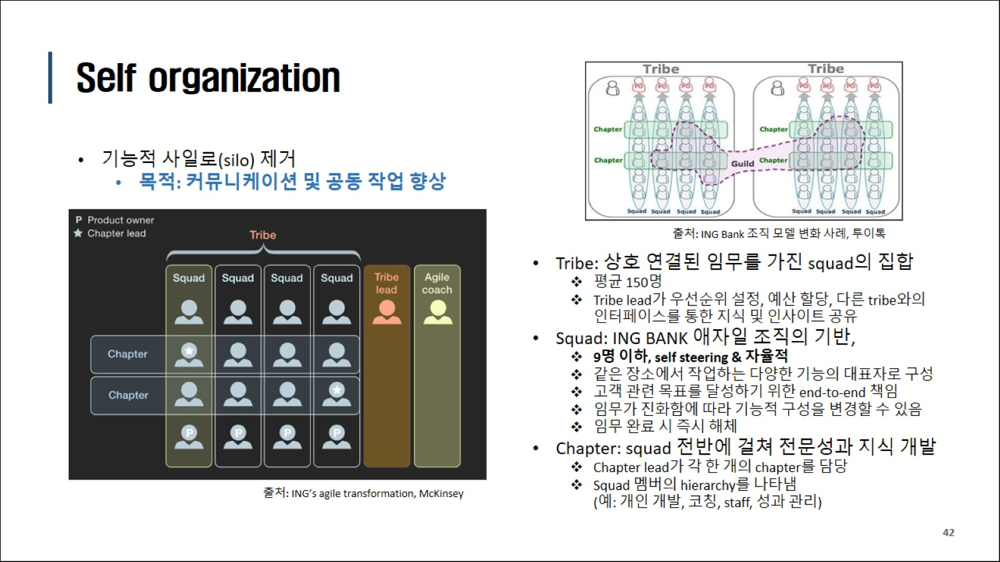 Self organization
• 기능적 사일로(silo) 제거
• 목적: 커뮤니케이션 및 공동 작업 향상
P Product owner
★ Chapter lead
Tribe
Squad Squad Squad Squad Tribe lead Agile coach
Chapter
Chapter
P P P P
출처: ING's agile transformation, McKinsey
Tribe Tribe
PO PO PO PO PO PO PO PO
Chapter Chapter
Chapter Guild Chapter
Squad Squad Squad Squad Squad Squad Squad Squad
출처: ING Bank 조직 모델 변화 사례, 투이톡
• Tribe: 상호 연결된 임무를 가진 squad의 집합
❖ 평균 150명
❖ Tribe lead가 우선순위 설정, 예산 할당, 다른 tribe와의
인터페이스를 통한 지식 및 인사이트 공유
• Squad: ING BANK 애자일 조직의 기반,
❖ 9명 이하, self steering & 자율적
❖ 같은 장소에서 작업하는 다양한 기능의 대표자로 구성
❖ 고객 관련 목표를 달성하기 위한 end-to-end 책임
❖ 임무가 진화함에 따라 기능적 구성을 변경할 수 있음
❖ 임무 완료 시 즉시 해체
• Chapter: squad 전반에 걸쳐 전문성과 지식 개발
❖ Chapter lead가 각 한 개의 chapter를 담당
❖ Squad 멤버의 hierarchy를 나타냄
(예: 개인 개발, 코칭, staff, 성과 관리)
42